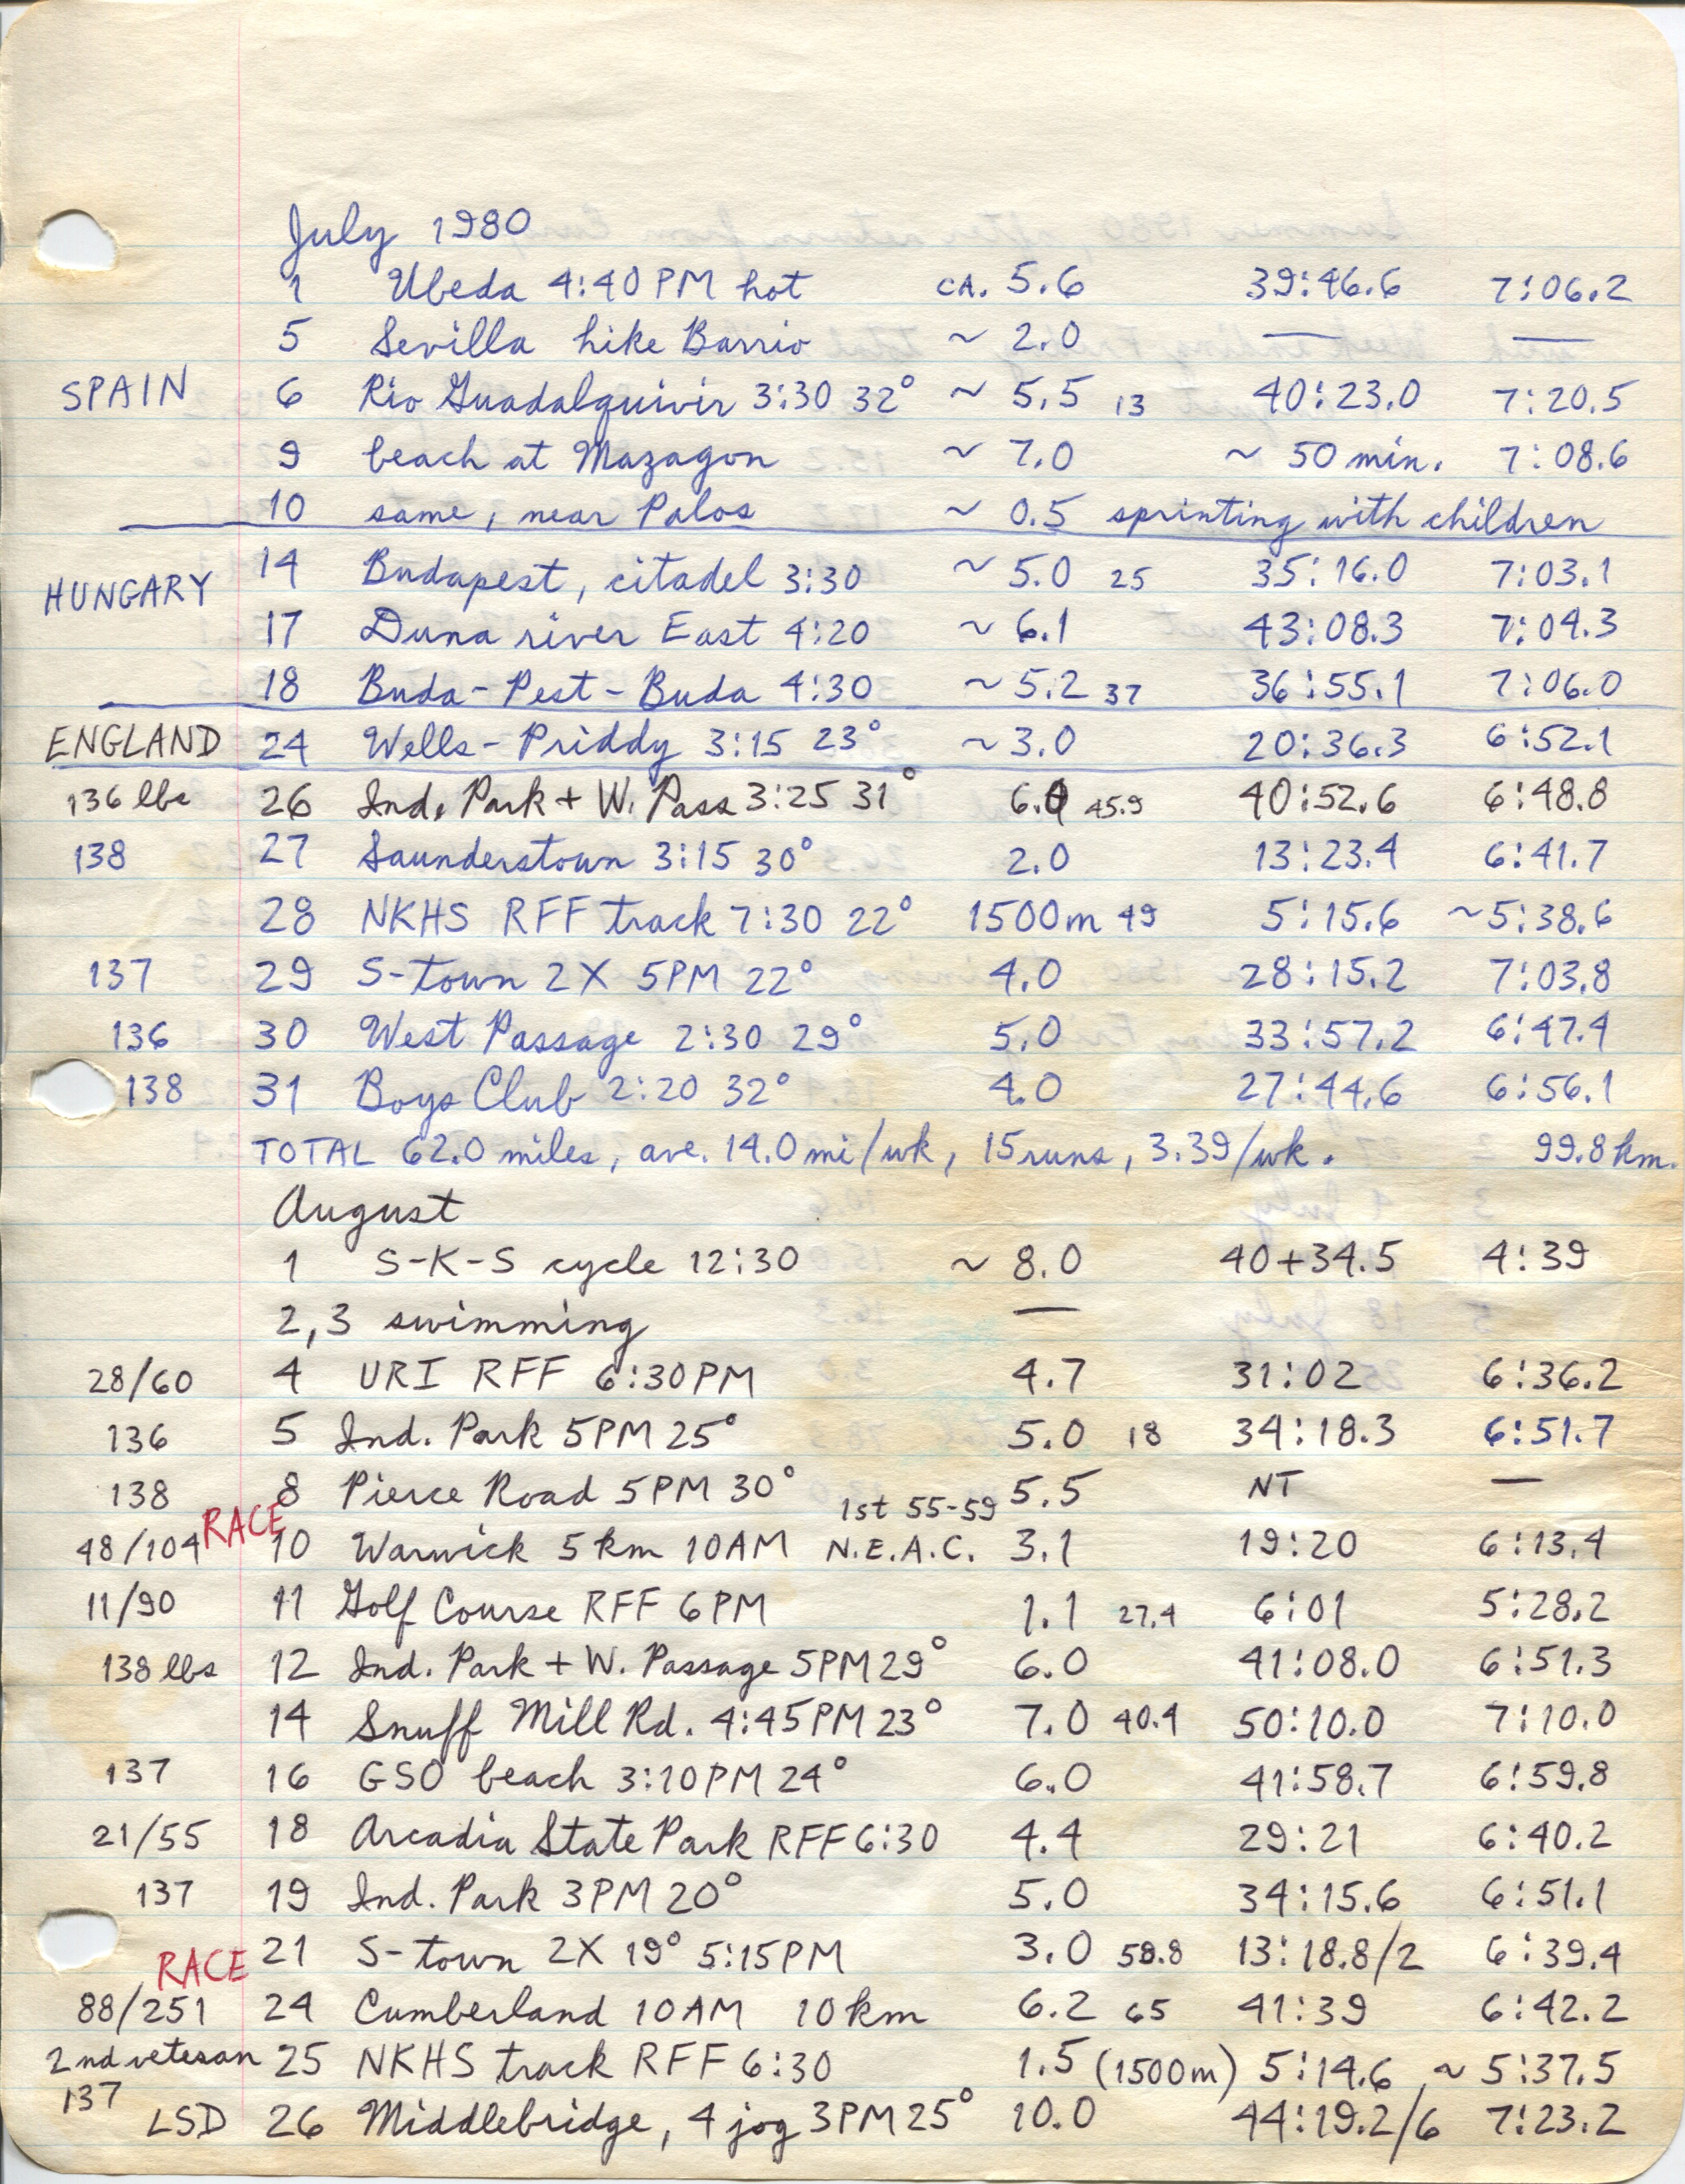 July 1980
1 Ubeda 4:40 PM hot CA. 5.6 39:46.6 7:06.2
5 Sevilla hike Barrio ~ 2.0 — —
SPAIN 6 Rio Guadalquivir 3:30 32° ~ 5.5 13 40:23.0 7:20.5
9 beach at Mazagon ~ 7.0 ~ 50 min. 7:08.6
10 same, near Palos ~ 0.5 sprinting with children
HUNGARY 14 Budapest, citadel 3:30 ~ 5.0 25 35:16.0 7:03.1
17 Duna river East 4:20 ~ 6.1 43:08.3 7:04.3
18 Buda-Pest-Buda 4:30 ~ 5.2 37 36:55.1 7:06.0
ENGLAND 24 Wells-Priddy 3:15 23° ~ 3.0 20:36.3 6:52.1
136 lbs 26 Ind. Park + W. Pass 3:25 31° 6.0 45.9 40:52.6 6:48.8
138 27 Saunderstown 3:15 30° 2.0 13:23.4 6:41.7
28 NKHS RFF track 7:30 22° 1500m 49 5:15.6 ~5:38.6
137 29 S-town 2X 5PM 22° 4.0 28:15.2 7:03.8
136 30 West Passage 2:30 29° 5.0 33:57.2 6:47.4
138 31 Boys Club 2:20 32° 4.0 27:44.6 6:56.1
TOTAL 62.0 miles, ave. 14.0 mi/wk, 15 runs, 3.39/wk. 99.8 km.
August
1 S-K-S cycle 12:30 ~ 8.0 40+34.5 4:39
2,3 swimming —
28/60 4 URI RFF 6:30PM 4.7 31:02 6:36.2
136 5 Ind. Park 5PM 25° 5.0 18 34:18.3 6:51.7
138 8 Pierce Road 5PM 30° 5.5 NT —
RACE 1st 55-59
48/104 10 Warwick 5km 10AM N.E.A.C. 3.1 19:20 6:13.4
11/90 11 Golf Course RFF 6PM 1.1 27.4 6:01 5:28.2
138 lbs 12 Ind. Park + W. Passage 5PM 29° 6.0 41:08.0 6:51.3
14 Snuff Mill Rd. 4:45PM 23° 7.0 40.4 50:10.0 7:10.0
137 16 GSO beach 3:10PM 24° 6.0 41:58.7 6:59.8
21/55 18 Arcadia State Park RFF 6:30 4.4 29:21 6:40.2
137 19 Ind. Park 3PM 20° 5.0 34:15.6 6:51.1
21 S-town 2X 19° 5:15PM 3.0 58.8 13:18.8/2 6:39.4
RACE
88/251 24 Cumberland 10AM 10km 6.2 65 41:39 6:42.2
2nd veteran 25 NKHS track RFF 6:30 1.5 (1500m) 5:14.6 ~ 5:37.5
137
LSD 26 Middlebridge, 4 jog 3PM 25° 10.0 44:19.2/6 7:23.2